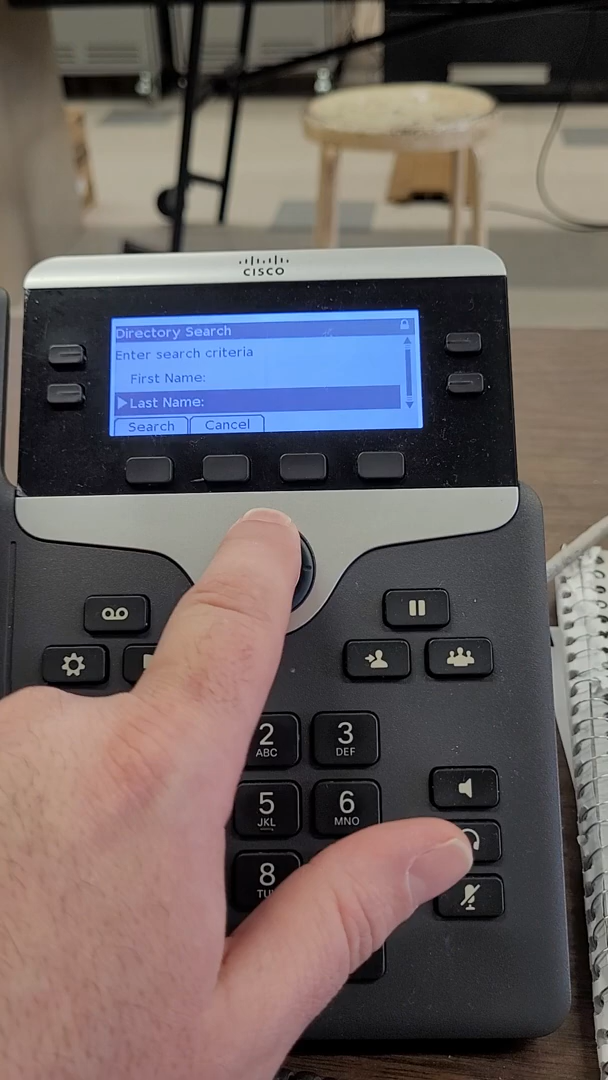 CISCO
Directory Search
Enter search criteria
First Name:
Last Name:
Search Cancel
2 3
ABC DEF
5 6
JKL MNO
8